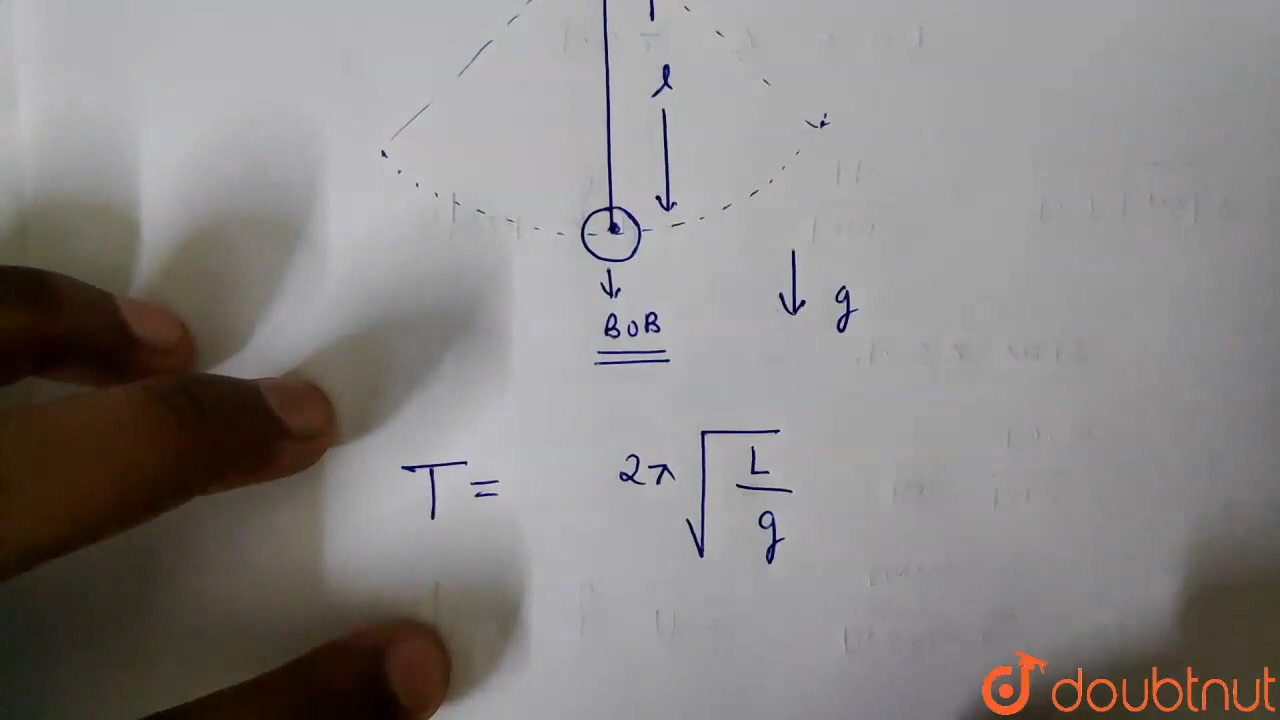 l
BOB
g
T = 2π √(L/g)
doubtnut